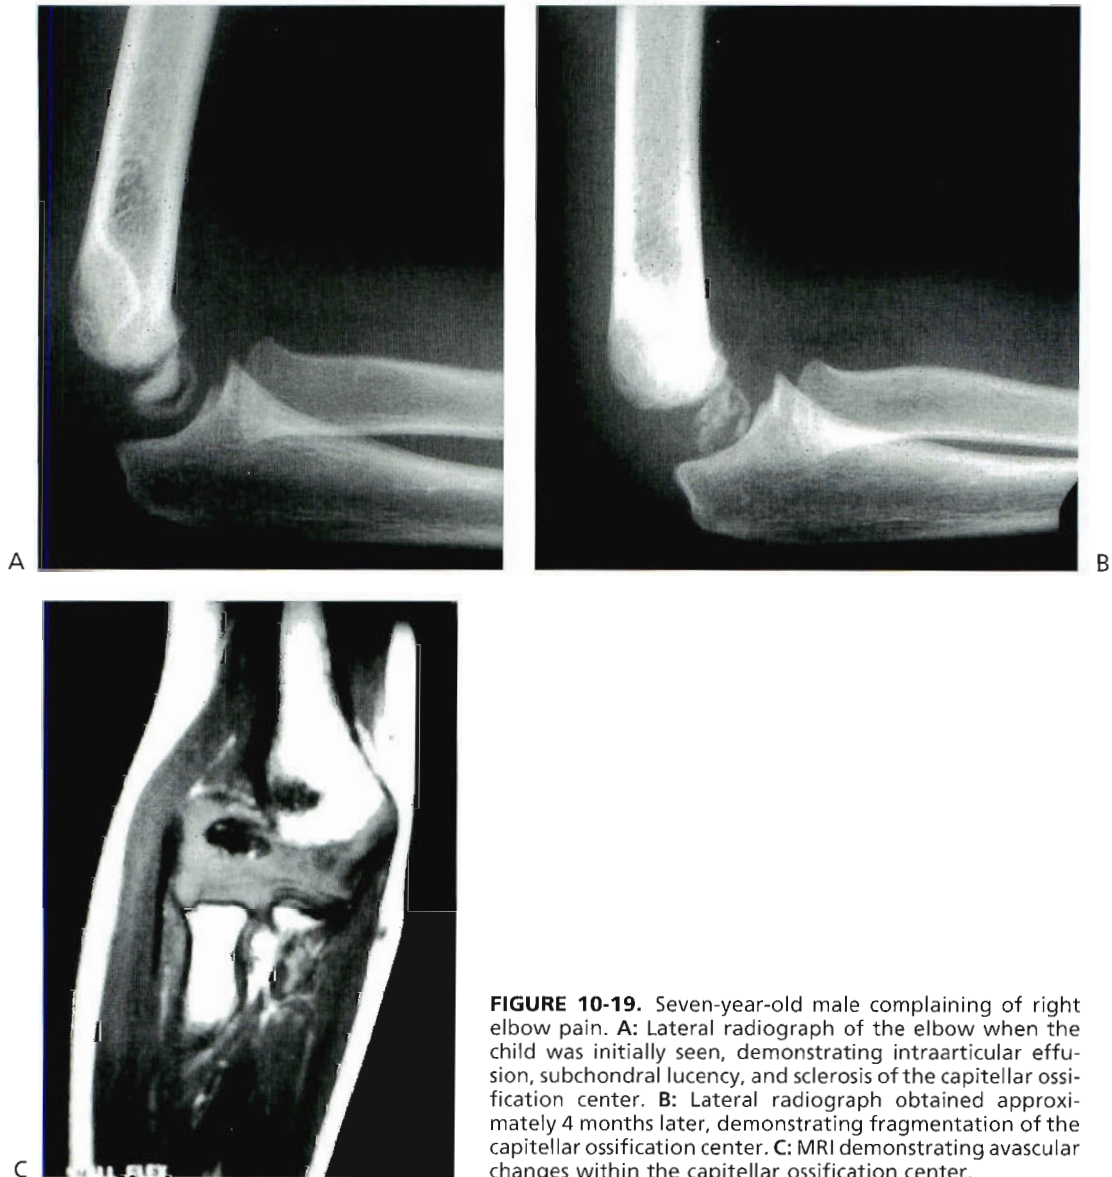 A
B
C
FIGURE 10-19. Seven-year-old male complaining of right
elbow pain. A: Lateral radiograph of the elbow when the
child was initially seen, demonstrating intraarticular effu-
sion, subchondral lucency, and sclerosis of the capitellar ossi-
fication center. B: Lateral radiograph obtained approxi-
mately 4 months later, demonstrating fragmentation of the
capitellar ossification center. C: MRI demonstrating avascular
changes within the capitellar ossification center.